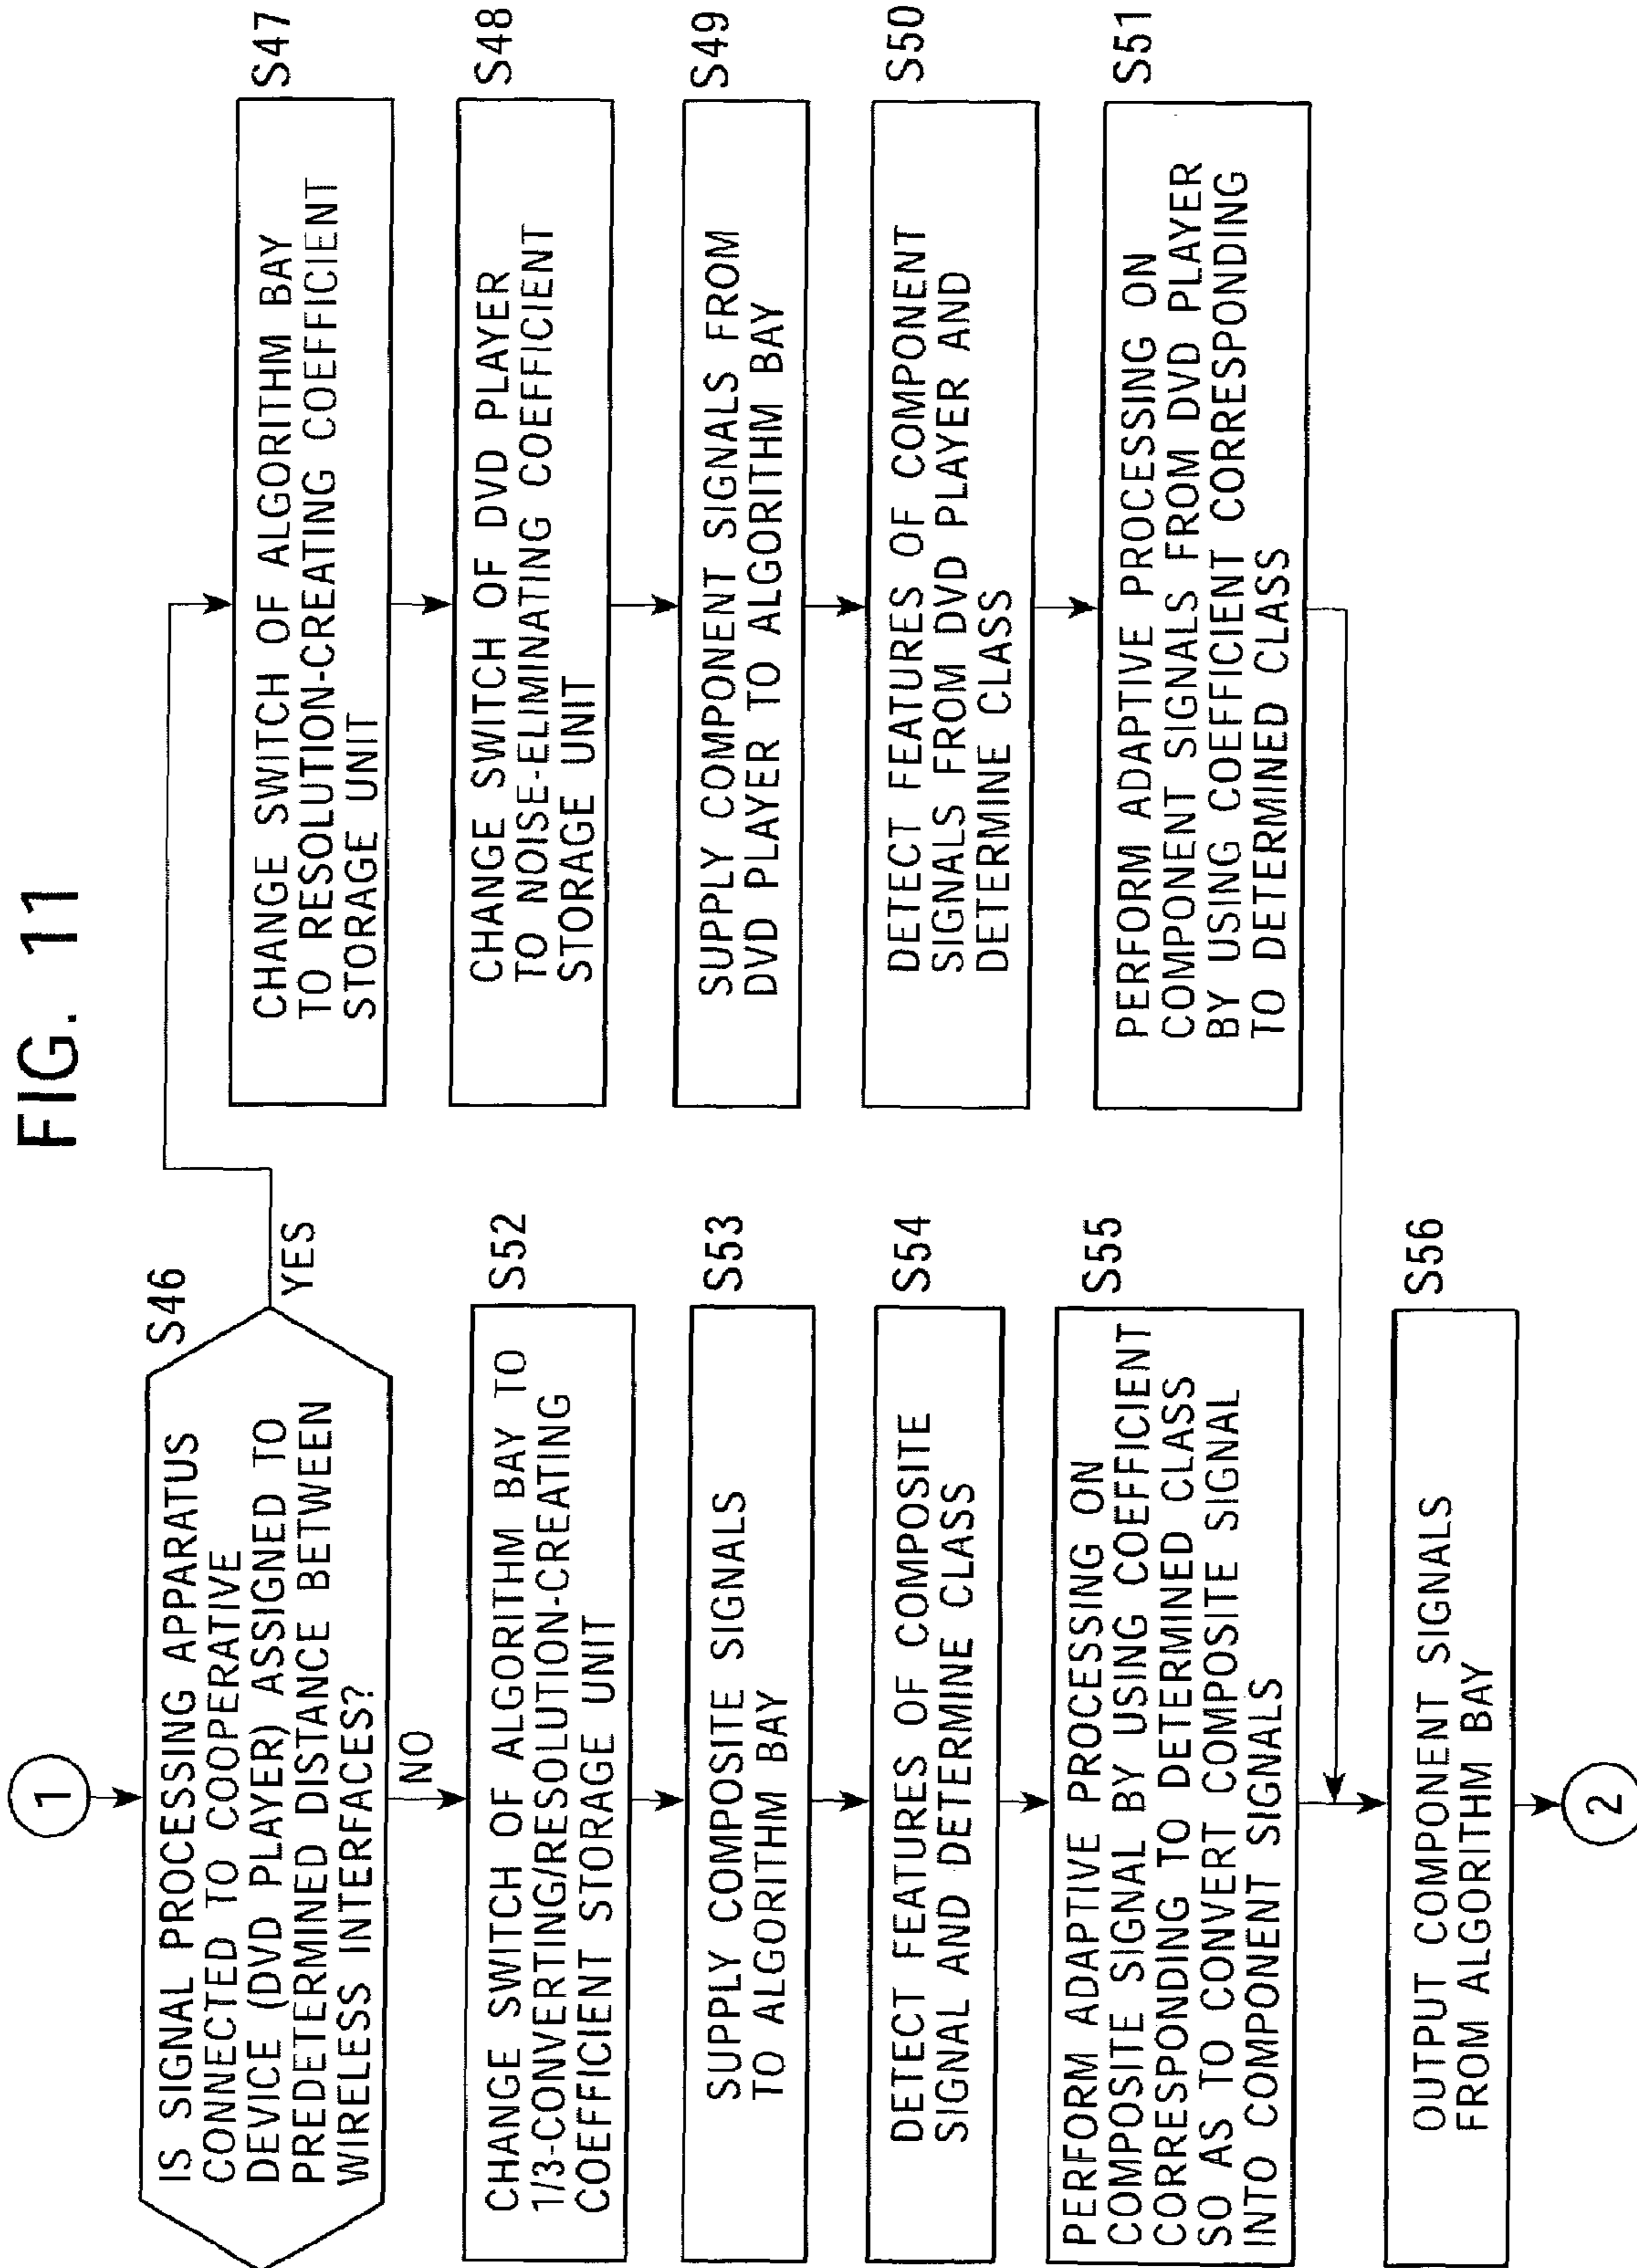 FIG. 11
1
S46
IS SIGNAL PROCESSING APPARATUS
CONNECTED TO COOPERATIVE
DEVICE (DVD PLAYER) ASSIGNED TO
PREDETERMINED DISTANCE BETWEEN
WIRELESS INTERFACES?
YES
NO
S47
CHANGE SWITCH OF ALGORITHM BAY
TO RESOLUTION-CREATING COEFFICIENT
STORAGE UNIT
S48
CHANGE SWITCH OF DVD PLAYER
TO NOISE-ELIMINATING COEFFICIENT
STORAGE UNIT
S49
SUPPLY COMPONENT SIGNALS FROM
DVD PLAYER TO ALGORITHM BAY
S50
DETECT FEATURES OF COMPONENT
SIGNALS FROM DVD PLAYER AND
DETERMINE CLASS
S51
PERFORM ADAPTIVE PROCESSING ON
COMPONENT SIGNALS FROM DVD PLAYER
BY USING COEFFICIENT CORRESPONDING
TO DETERMINED CLASS
S52
CHANGE SWITCH OF ALGORITHM BAY TO
1/3-CONVERTING/RESOLUTION-CREATING
COEFFICIENT STORAGE UNIT
S53
SUPPLY COMPOSITE SIGNALS
TO ALGORITHM BAY
S54
DETECT FEATURES OF COMPOSITE
SIGNAL AND DETERMINE CLASS
S55
PERFORM ADAPTIVE PROCESSING ON
COMPOSITE SIGNAL BY USING COEFFICIENT
CORRESPONDING TO DETERMINED CLASS
SO AS TO CONVERT COMPOSITE SIGNAL
INTO COMPONENT SIGNALS
S56
OUTPUT COMPONENT SIGNALS
FROM ALGORITHM BAY
2